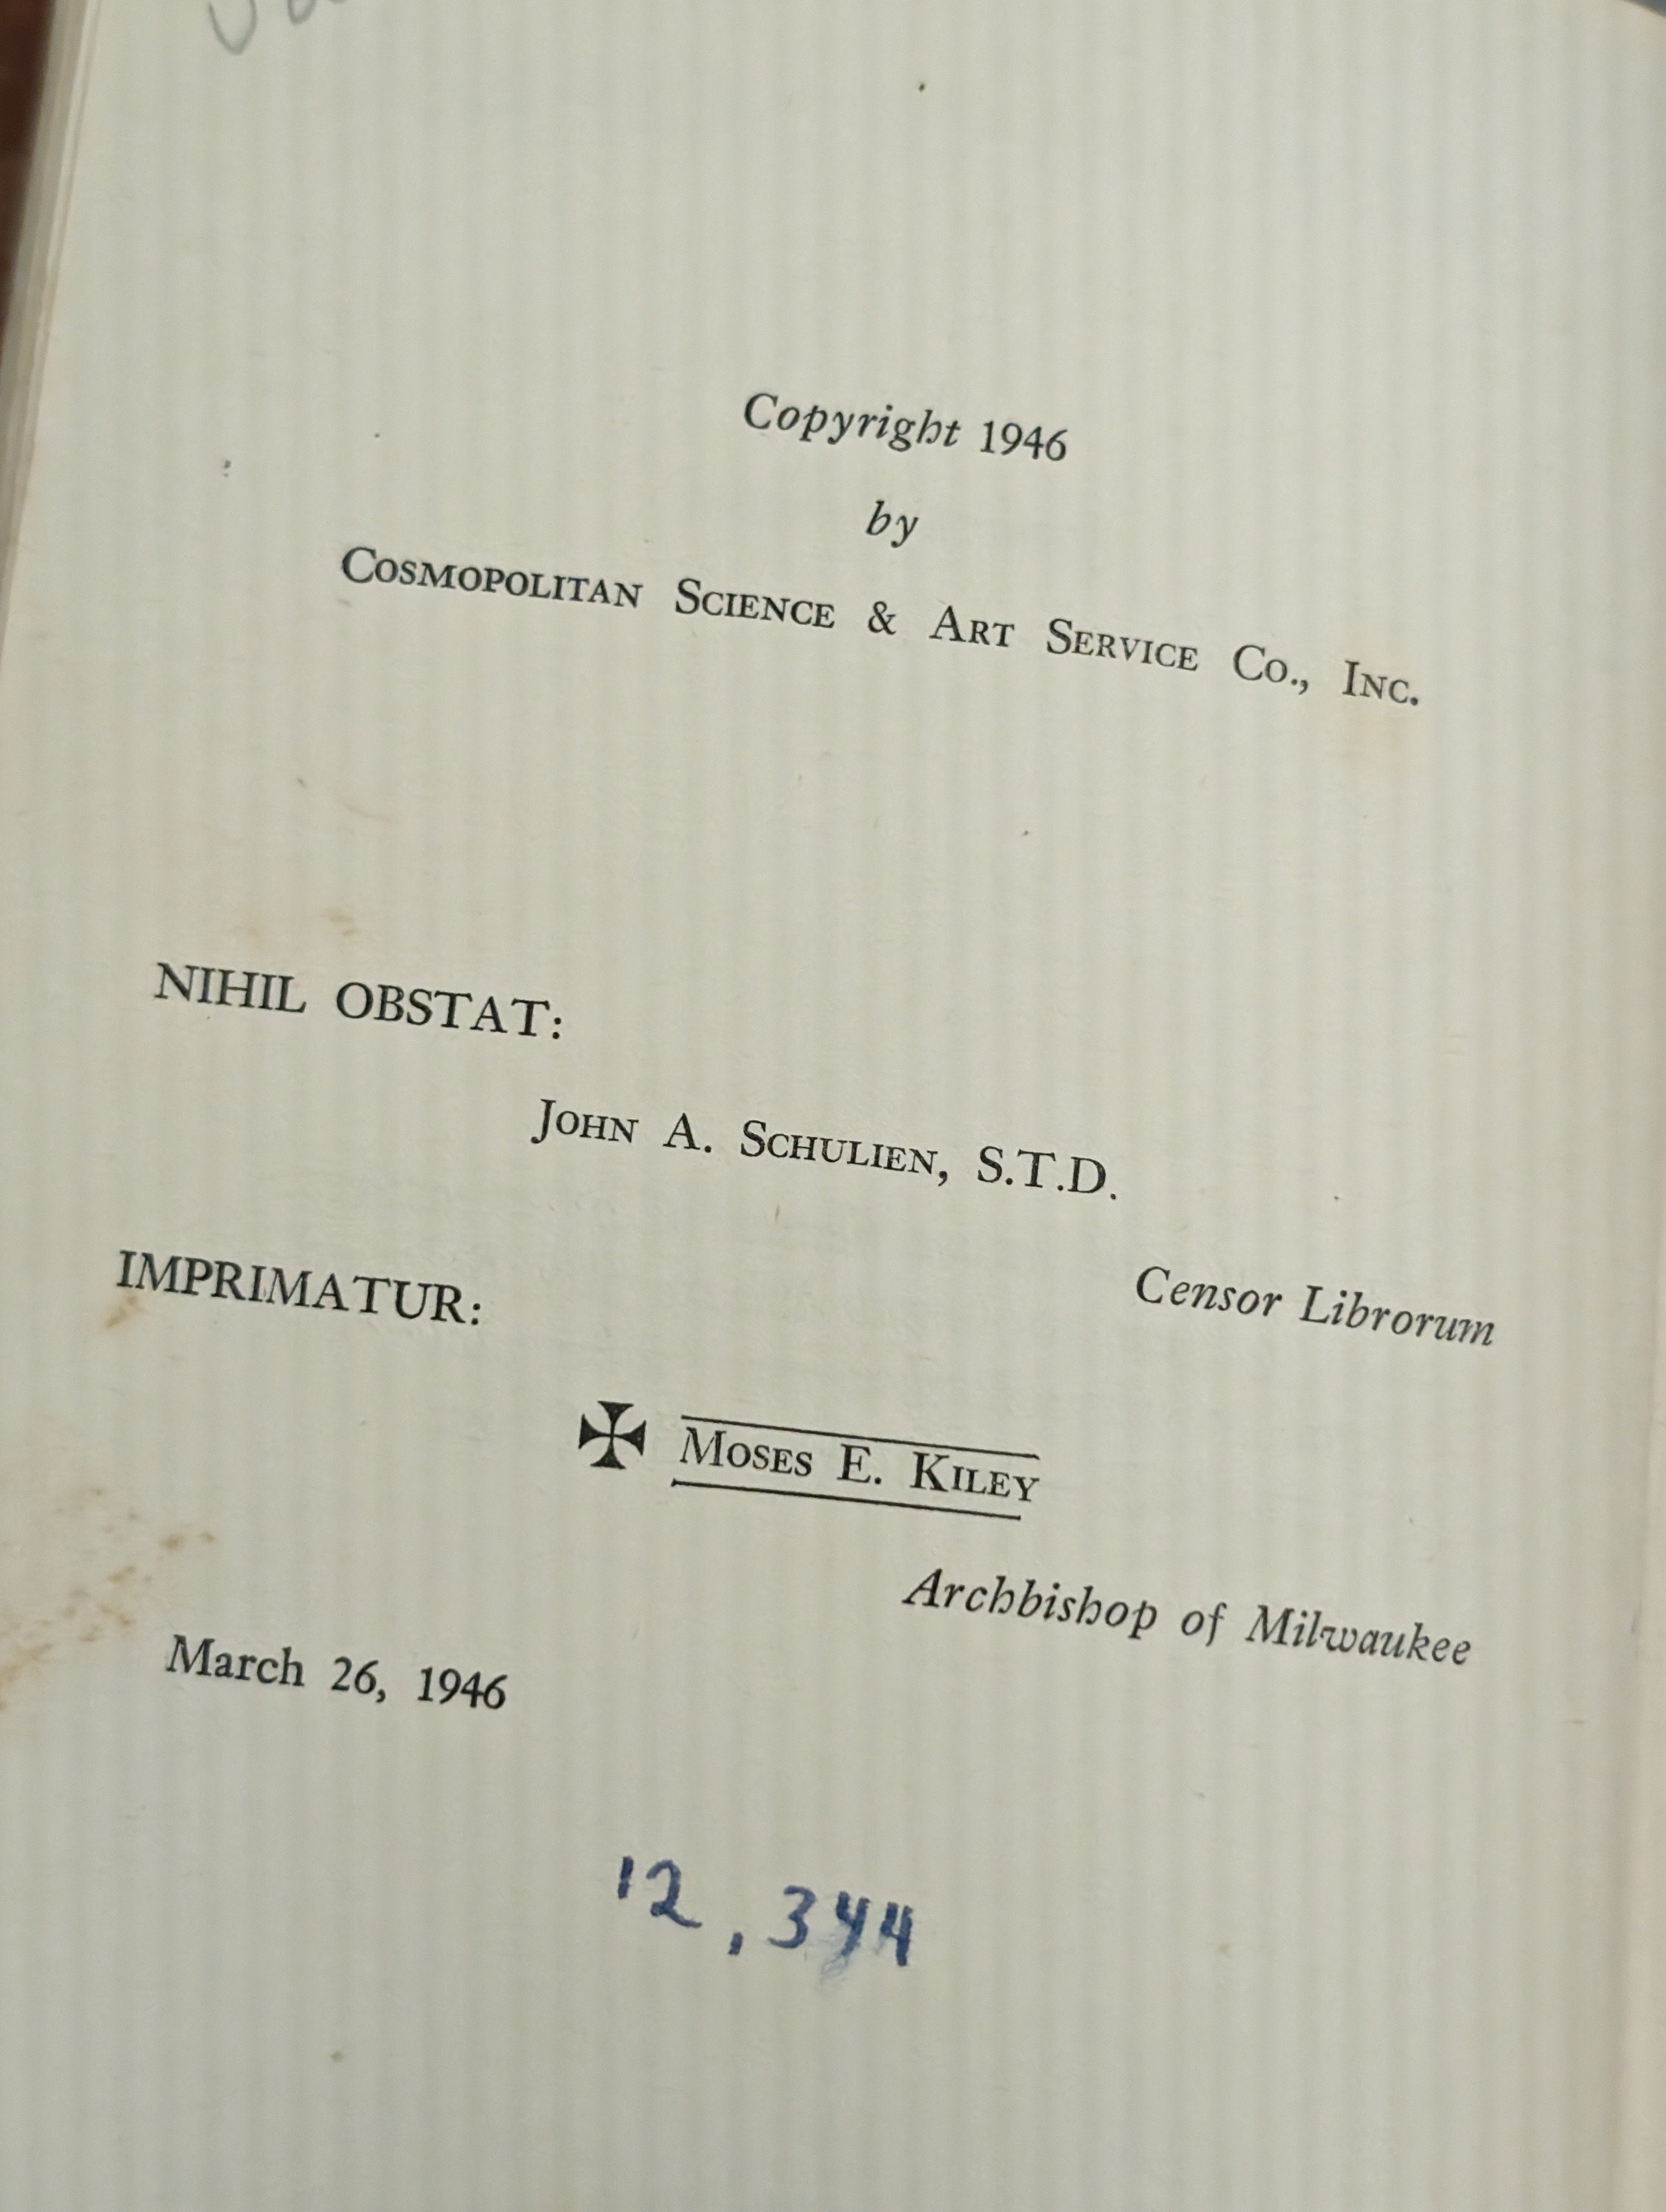 Copyright 1946
by
Cosmopolitan Science & Art Service Co., Inc.
NIHIL OBSTAT:
John A. Schulien, S.T.D.
Censor Librorum
IMPRIMATUR:
✠ Moses E. Kiley
Archbishop of Milwaukee
March 26, 1946
12,344